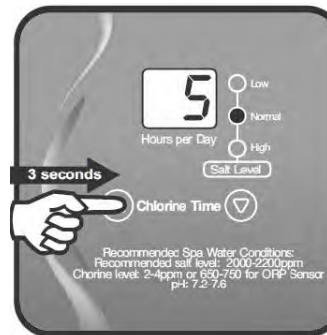 5
Low
Normal
High
Hours per Day
Salt Level
3 seconds
Chlorine Time
Recommended Spa Water Conditions:
Recommended salt level: 2000-2200ppm
Chorine level: 2-4ppm or 650-750 for ORP Sensor
pH: 7.2-7.6